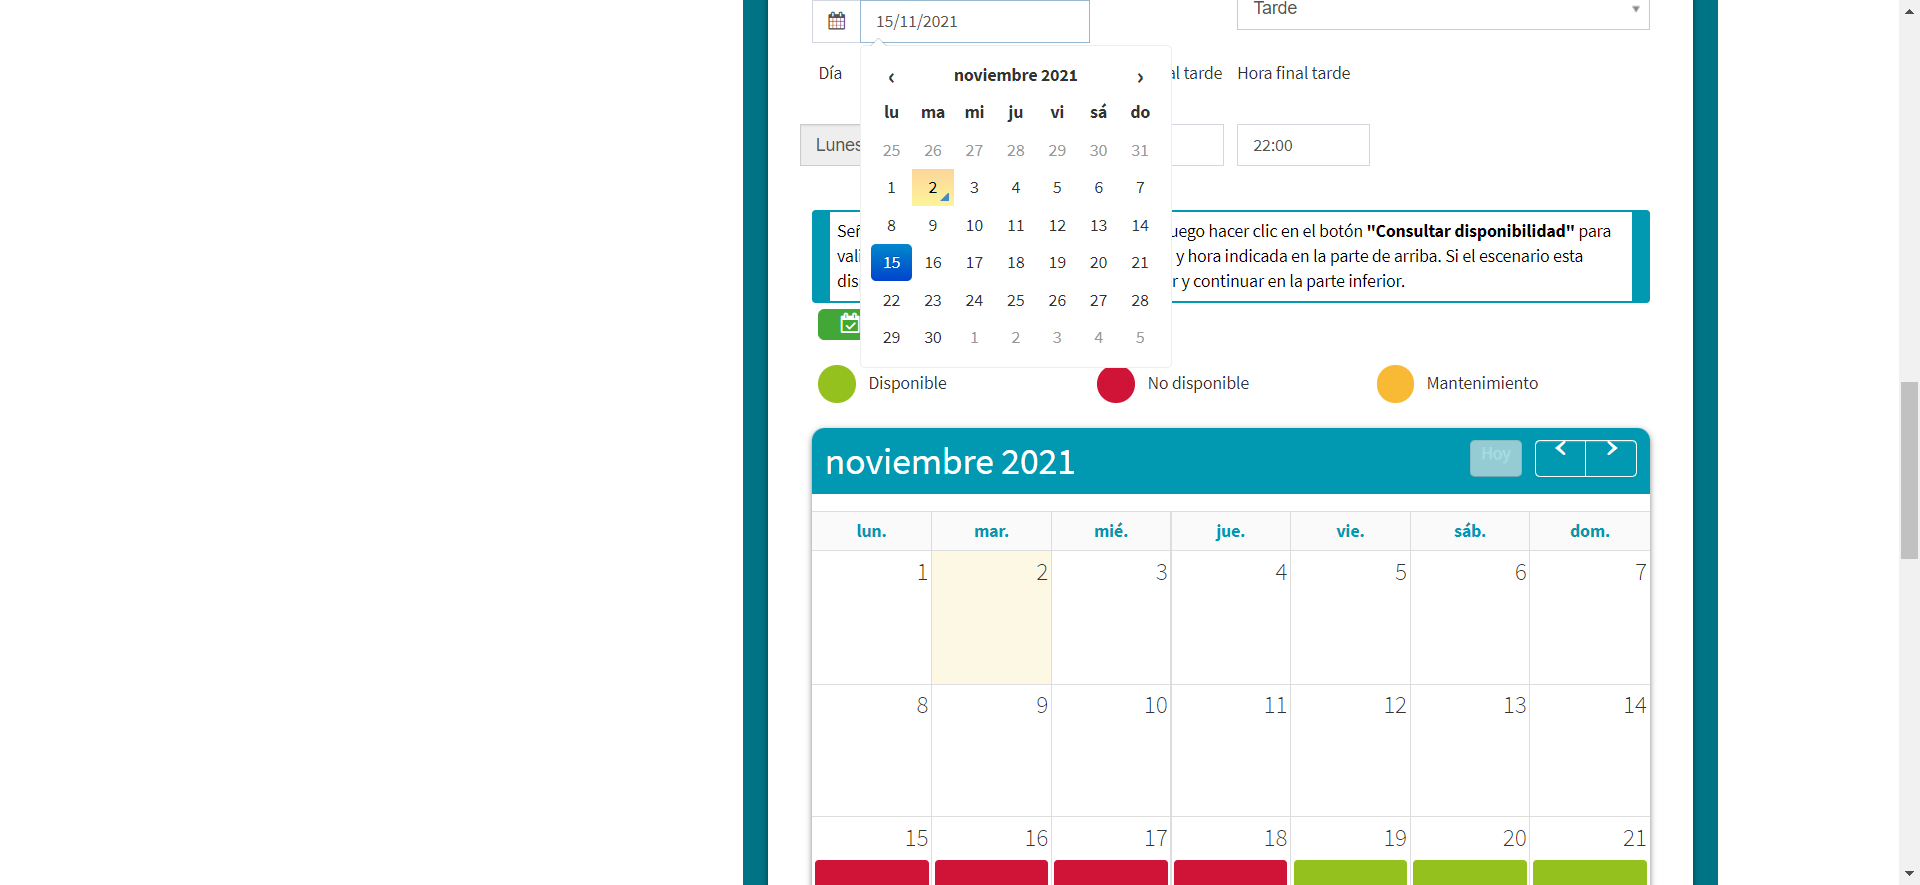 15/11/2021
Tarde
Día
al tarde
Hora final tarde
‹ noviembre 2021 ›
lu ma mi ju vi sá do
25 26 27 28 29 30 31
1 2 3 4 5 6 7
8 9 10 11 12 13 14
15 16 17 18 19 20 21
22 23 24 25 26 27 28
29 30 1 2 3 4 5
Lunes
22:00
uego hacer clic en el botón "Consultar disponibilidad" para
vali y hora indicada en la parte de arriba. Si el escenario esta
dis r y continuar en la parte inferior.
Disponible
No disponible
Mantenimiento
noviembre 2021
Hoy
lun. mar. mié. jue. vie. sáb. dom.
1 2 3 4 5 6 7
8 9 10 11 12 13 14
15 16 17 18 19 20 21